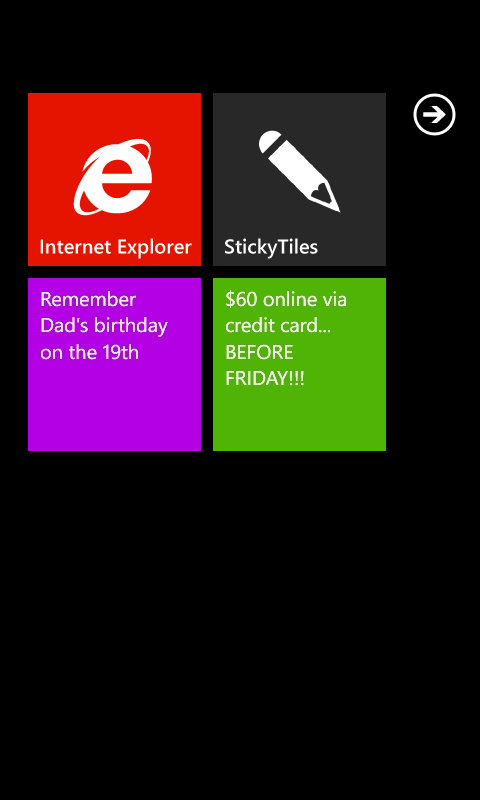 Internet Explorer
StickyTiles
Remember
Dad's birthday
on the 19th
$60 online via
credit card...
BEFORE
FRIDAY!!!